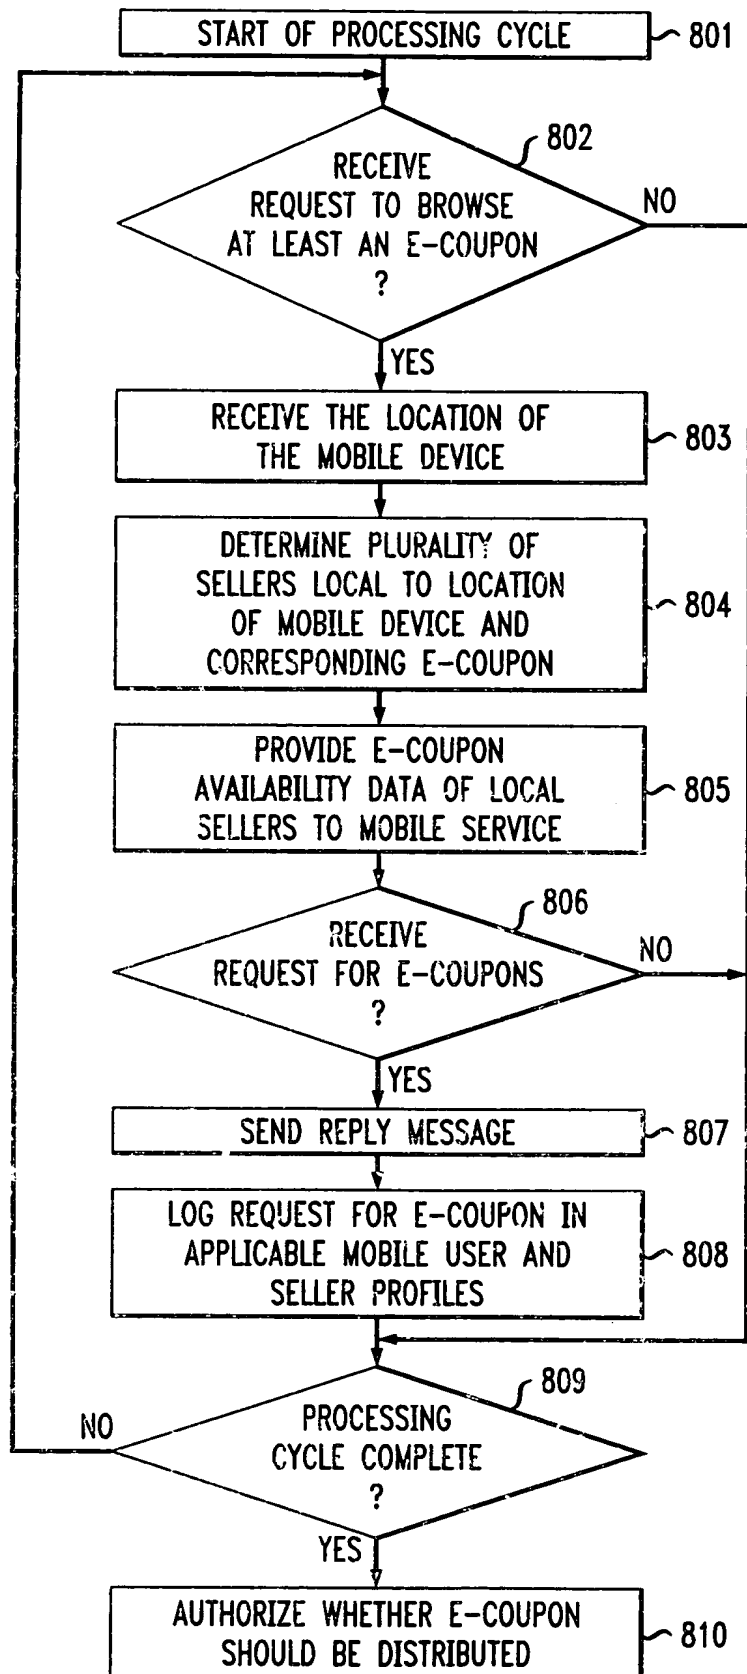 START OF PROCESSING CYCLE 801
802
RECEIVE
REQUEST TO BROWSE
AT LEAST AN E-COUPON
?
NO
YES
RECEIVE THE LOCATION OF
THE MOBILE DEVICE
803
DETERMINE PLURALITY OF
SELLERS LOCAL TO LOCATION
OF MOBILE DEVICE AND
CORRESPONDING E-COUPON
804
PROVIDE E-COUPON
AVAILABILITY DATA OF LOCAL
SELLERS TO MOBILE SERVICE
805
806
RECEIVE
REQUEST FOR E-COUPONS
?
NO
YES
SEND REPLY MESSAGE 807
LOG REQUEST FOR E-COUPON IN
APPLICABLE MOBILE USER AND
SELLER PROFILES
808
809
PROCESSING
CYCLE COMPLETE
?
NO
YES
AUTHORIZE WHETHER E-COUPON
SHOULD BE DISTRIBUTED
810